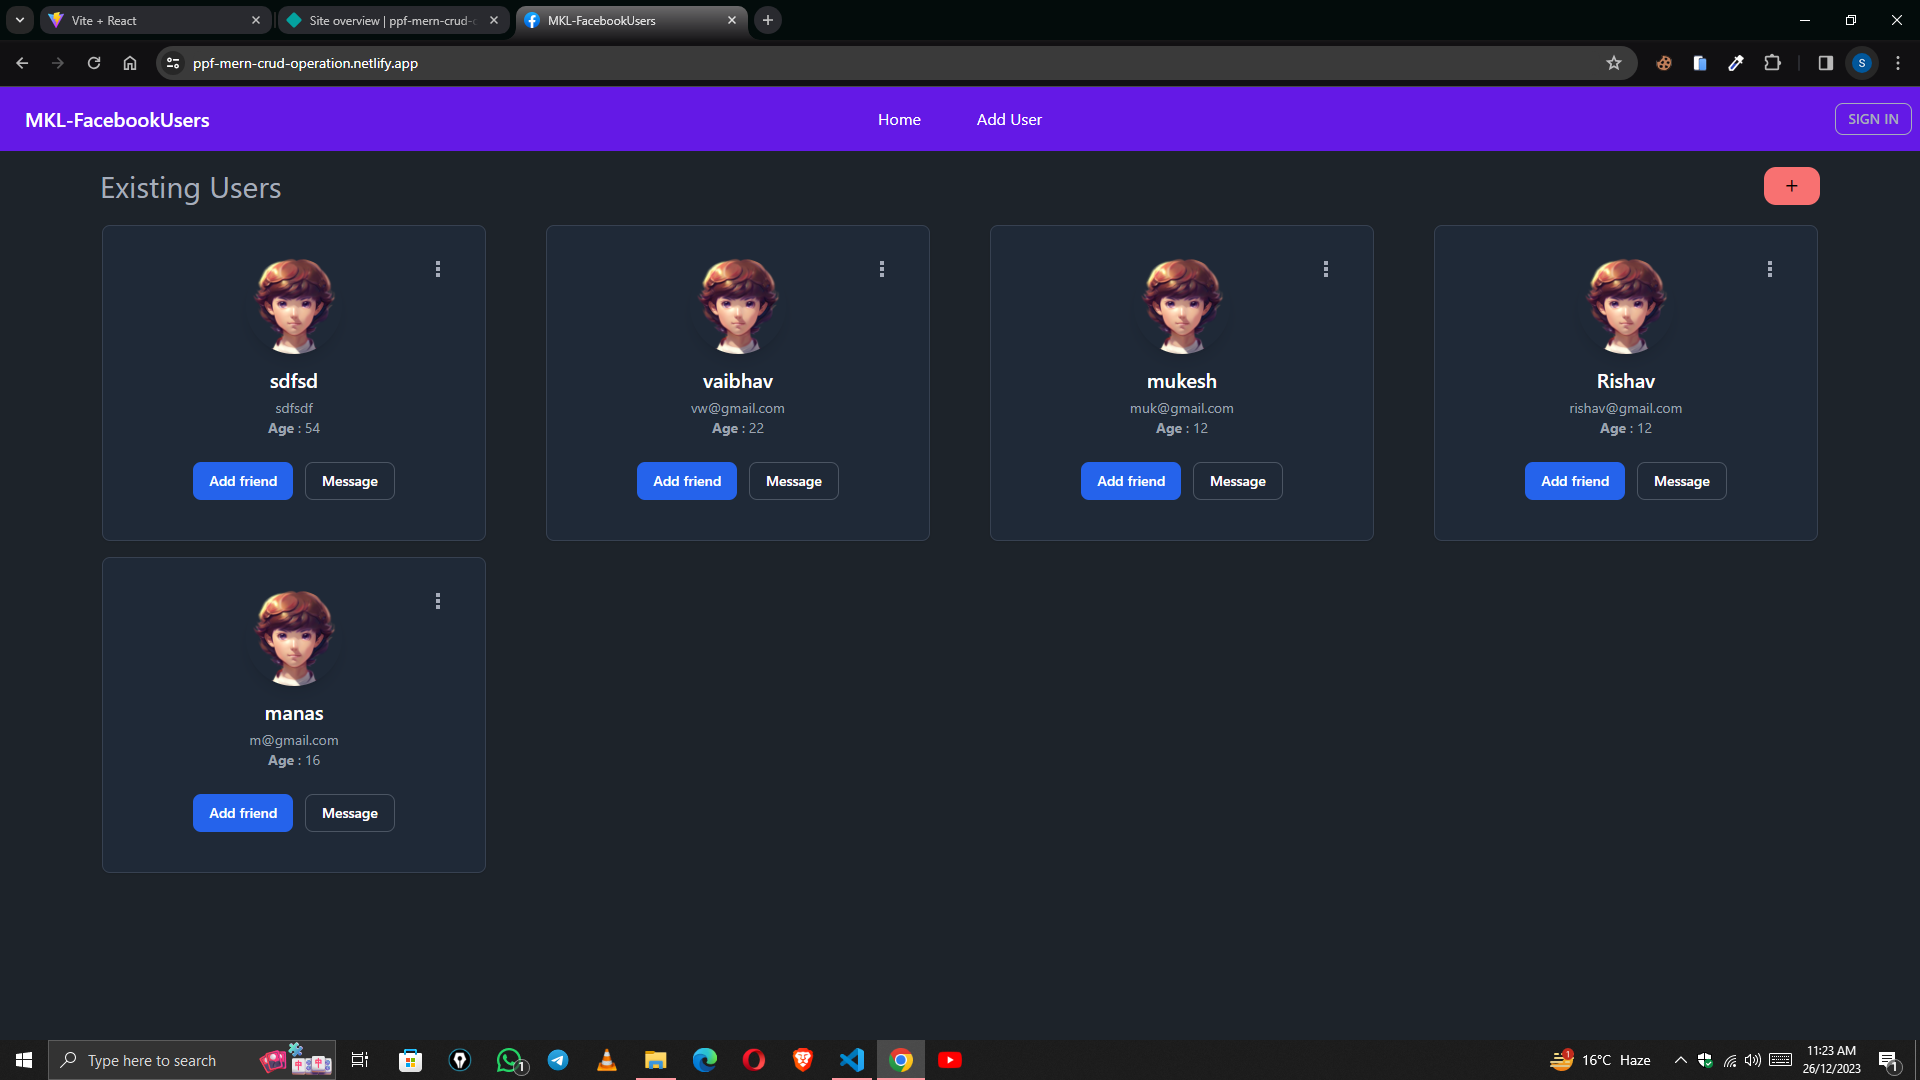 Vite + React
Site overview | ppf-mern-crud-
MKL-FacebookUsers
ppf-mern-crud-operation.netlify.app
S
MKL-FacebookUsers
Home
Add User
SIGN IN
Existing Users
+
sdfsd
sdfsdf
Age : 54
Add friend
Message
vaibhav
vw@gmail.com
Age : 22
Add friend
Message
mukesh
muk@gmail.com
Age : 12
Add friend
Message
Rishav
rishav@gmail.com
Age : 12
Add friend
Message
manas
m@gmail.com
Age : 16
Add friend
Message
Type here to search
1
1
16°C Haze
11:23 AM
26/12/2023
1